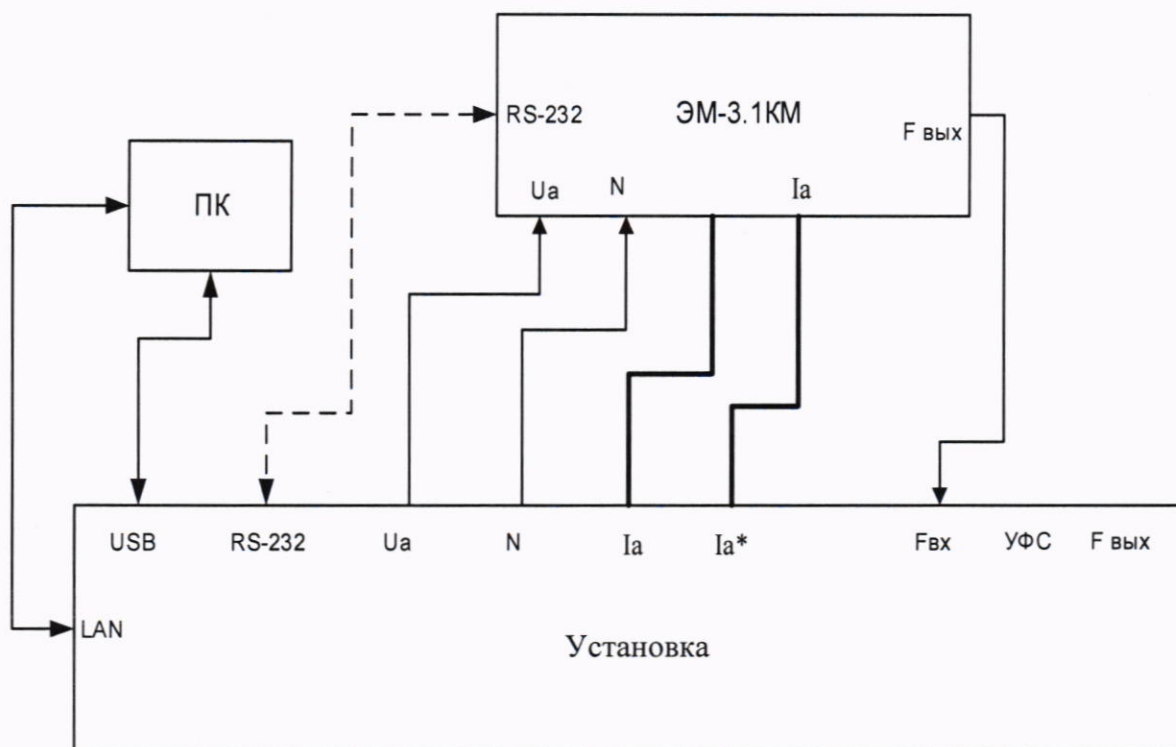 RS-232 ЭМ-3.1КМ
F вых
ПК
Ua N Ia
USB RS-232 Ua N Ia Ia* Fвх УФС F вых
LAN
Установка